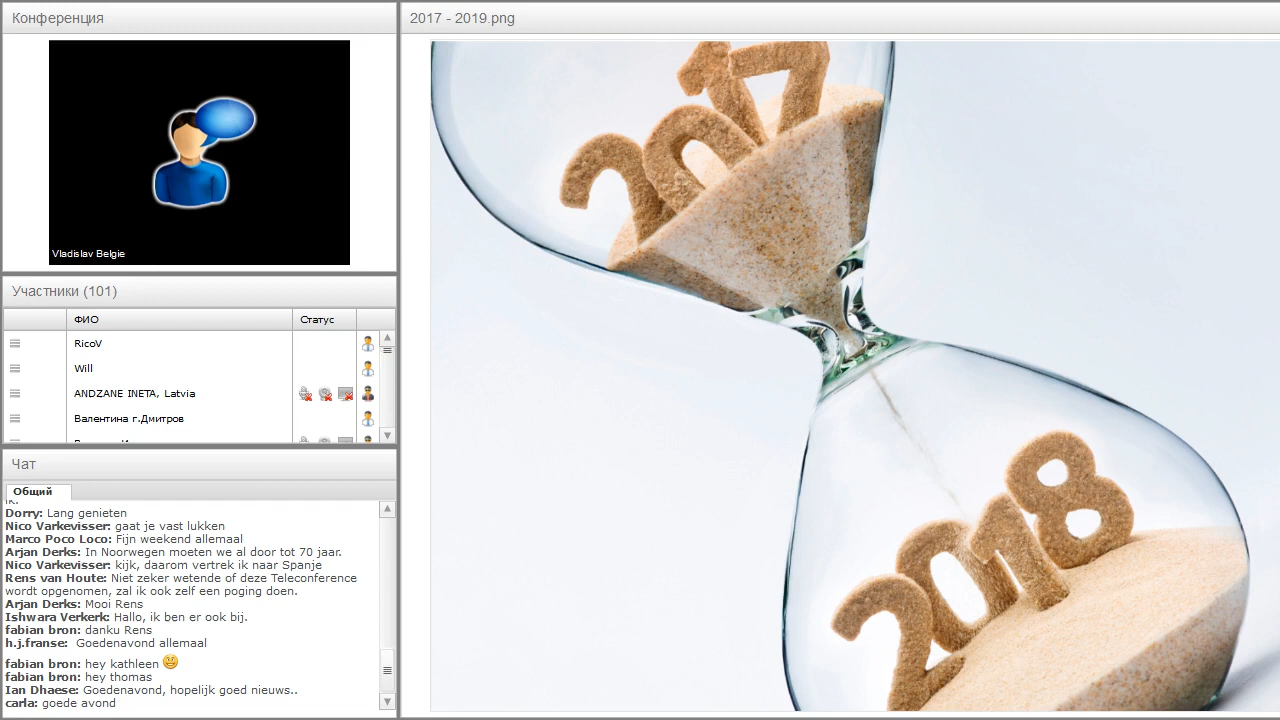 Конференция
Vladislav Belgie
Участники (101)
ФИО
Статус
RicoV
Will
ANDZANE INETA, Latvia
Валентина г.Дмитров
Чат
Общий
Dorry: Lang genieten
Nico Varkevisser: gaat je vast lukken
Marco Poco Loco: Fijn weekend allemaal
Arjan Derks: In Noorwegen moeten we al door tot 70 jaar.
Nico Varkevisser: kijk, daarom vertrek ik naar Spanje
Rens van Houte: Niet zeker wetende of deze Teleconference
wordt opgenomen, zal ik ook zelf een poging doen.
Arjan Derks: Mooi Rens
Ishwara Verkerk: Hallo, ik ben er ook bij.
fabian bron: danku Rens
h.j.franse: Goedenavond allemaal
fabian bron: hey kathleen
fabian bron: hey thomas
Ian Dhaese: Goedenavond, hopelijk goed nieuws..
carla: goede avond
2017 - 2019.png
2017
2018